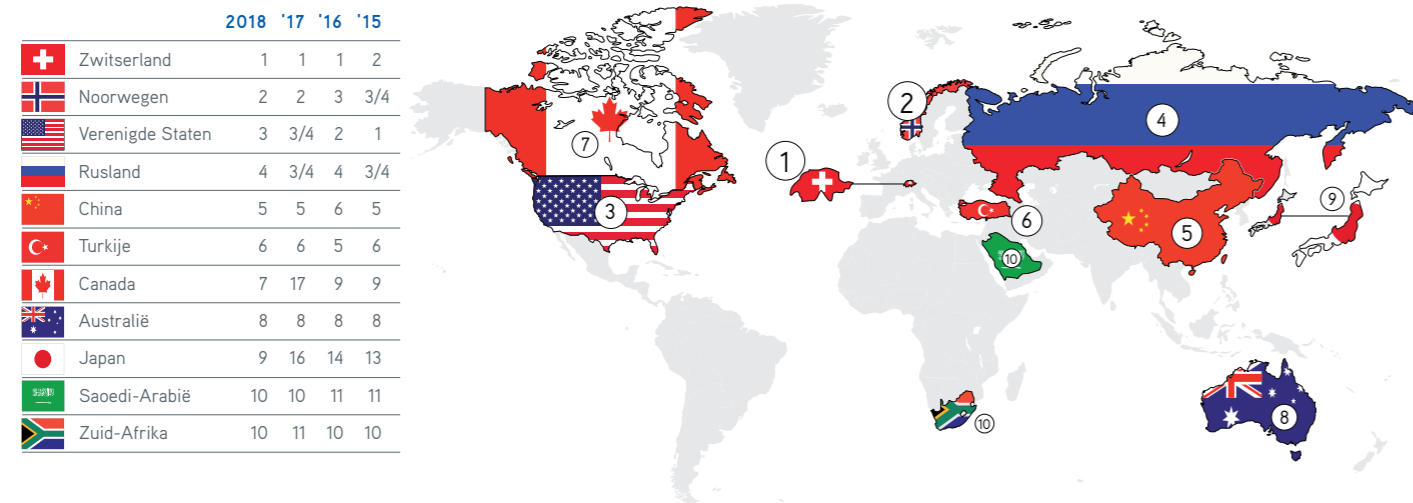 2018 '17 '16 '15
Zwitserland 1 1 1 2
Noorwegen 2 2 3 3/4
Verenigde Staten 3 3/4 2 1
Rusland 4 3/4 4 3/4
China 5 5 6 5
Turkije 6 6 5 6
Canada 7 17 9 9
Australië 8 8 8 8
Japan 9 16 14 13
Saoedi-Arabië 10 10 11 11
Zuid-Afrika 10 11 10 10
2
4
7
1
9
3
6
5
10
8
10